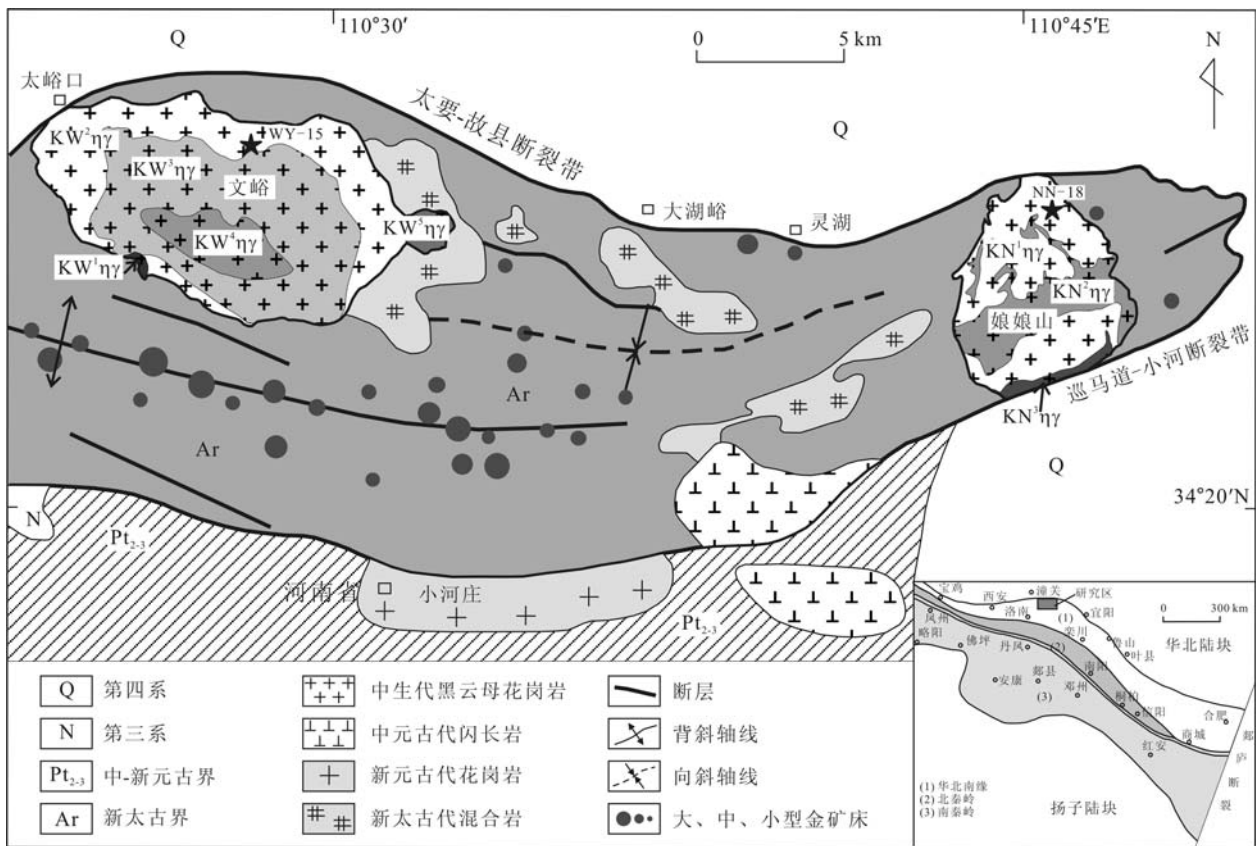 110°30′
110°45′E
Q
0 5 km
N
太峪口
太要-故县断裂带
Q
WY-15
KW²ηγ
KW³ηγ
文峪
大湖峪
灵湖
NN-18
KW⁵ηγ
KW⁴ηγ
KW¹ηγ
KN¹ηγ
KN²ηγ
娘娘山
巡马道-小河断裂带
KN³ηγ
Ar
Ar
Q
34°20′N
N
Pt₂₋₃
河南省
小河庄
Pt₂₋₃
Q 第四系
中生代黑云母花岗岩
断层
N 第三系
中元古代闪长岩
背斜轴线
Pt₂₋₃ 中-新元古界
新元古代花岗岩
向斜轴线
Ar 新太古界
新太古代混合岩
大、中、小型金矿床
宝鸡
西安
潼关
研究区
0 300 km
凤州
洛南
(1)
宜阳
略阳
佛坪
丹凤
(2)
栾川
鲁山
叶县
华北陆块
安康
郧县
(3)
邓州
南阳
桐柏
信阳
合肥
商城
红安
郯庐断裂
(1) 华北南缘
(2) 北秦岭
(3) 南秦岭
扬子陆块